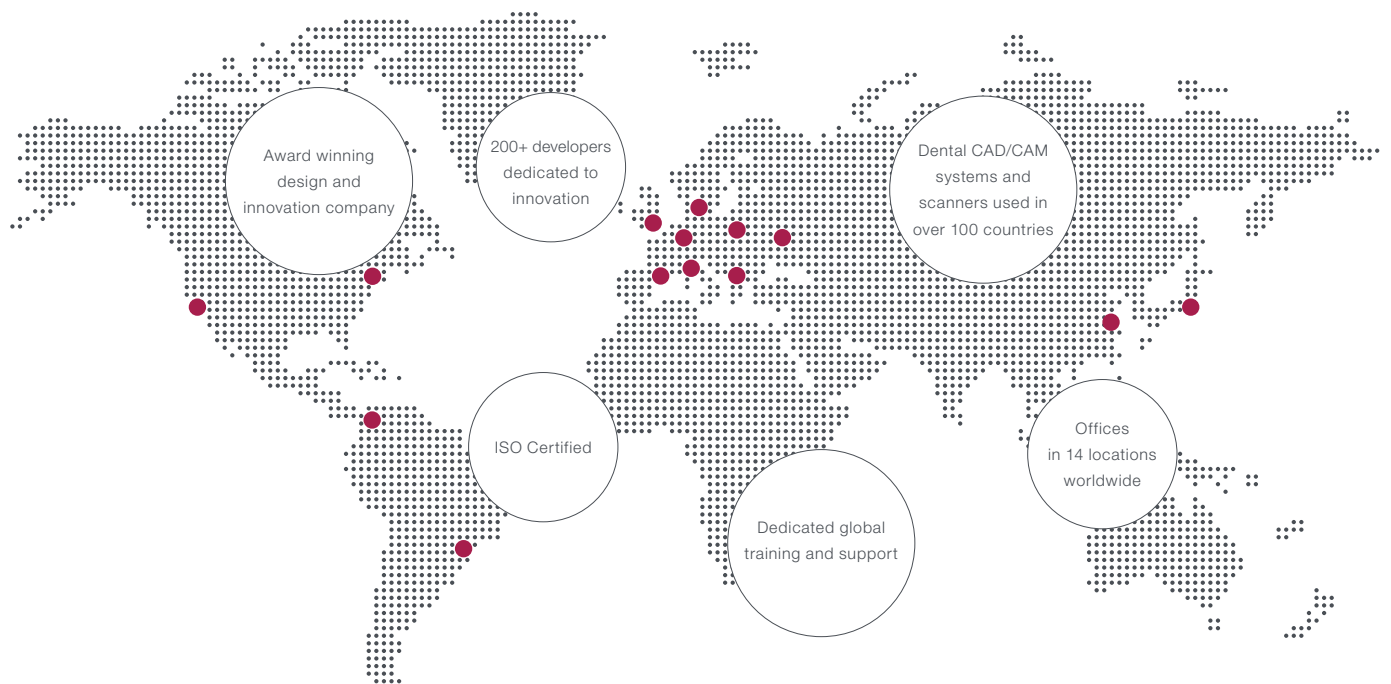 Award winning
design and
innovation company
200+ developers
dedicated to
innovation
Dental CAD/CAM
systems and
scanners used in
over 100 countries
ISO Certified
Offices
in 14 locations
worldwide
Dedicated global
training and support